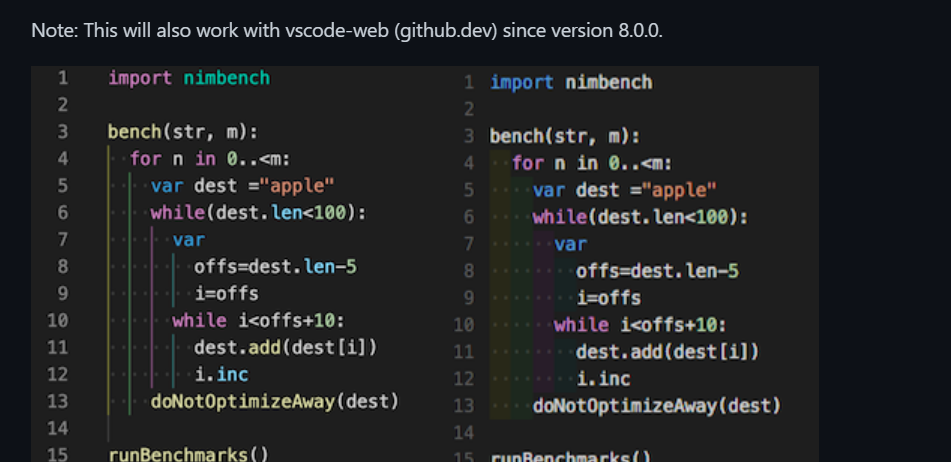 Note: This will also work with vscode-web (github.dev) since version 8.0.0.
1 import nimbench
2
3 bench(str, m):
4 for n in 0..<m:
5 var dest ="apple"
6 while(dest.len<100):
7 var
8 offs=dest.len-5
9 i=offs
10 while i<offs+10:
11 dest.add(dest[i])
12 i.inc
13 doNotOptimizeAway(dest)
14
15 runBenchmarks()
1 import nimbench
2
3 bench(str, m):
4 for n in 0..<m:
5 var dest ="apple"
6 while(dest.len<100):
7 var
8 offs=dest.len-5
9 i=offs
10 while i<offs+10:
11 dest.add(dest[i])
12 i.inc
13 doNotOptimizeAway(dest)
14
15 runBenchmarks()